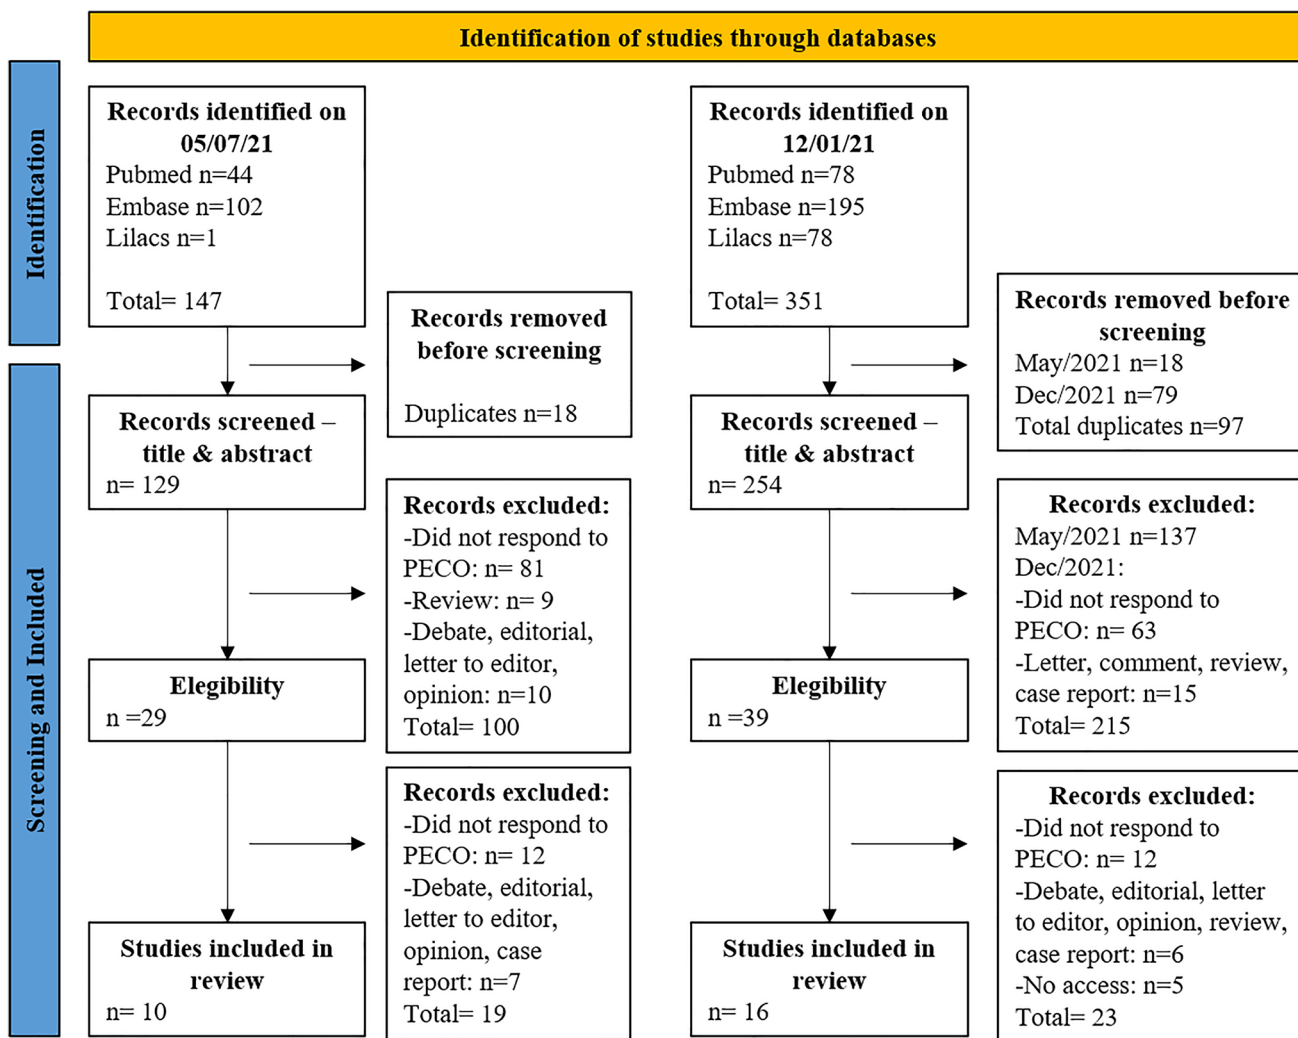 Identification of studies through databases
Identification
Records identified on
05/07/21
Pubmed n=44
Embase n=102
Lilacs n=1
Total= 147
Records removed
before screening
Duplicates n=18
Records identified on
12/01/21
Pubmed n=78
Embase n=195
Lilacs n=78
Total= 351
Records removed before
screening
May/2021 n=18
Dec/2021 n=79
Total duplicates n=97
Screening and Included
Records screened –
title & abstract
n= 129
Records excluded:
-Did not respond to
PECO: n= 81
-Review: n= 9
-Debate, editorial,
letter to editor,
opinion: n=10
Total= 100
Elegibility
n =29
Records excluded:
-Did not respond to
PECO: n= 12
-Debate, editorial,
letter to editor,
opinion, case
report: n=7
Total= 19
Studies included in
review
n= 10
Records screened –
title & abstract
n= 254
Records excluded:
May/2021 n=137
Dec/2021:
-Did not respond to
PECO: n= 63
-Letter, comment, review,
case report: n=15
Total= 215
Elegibility
n =39
Records excluded:
-Did not respond to
PECO: n= 12
-Debate, editorial, letter
to editor, opinion, review,
case report: n=6
-No access: n=5
Total= 23
Studies included in
review
n= 16